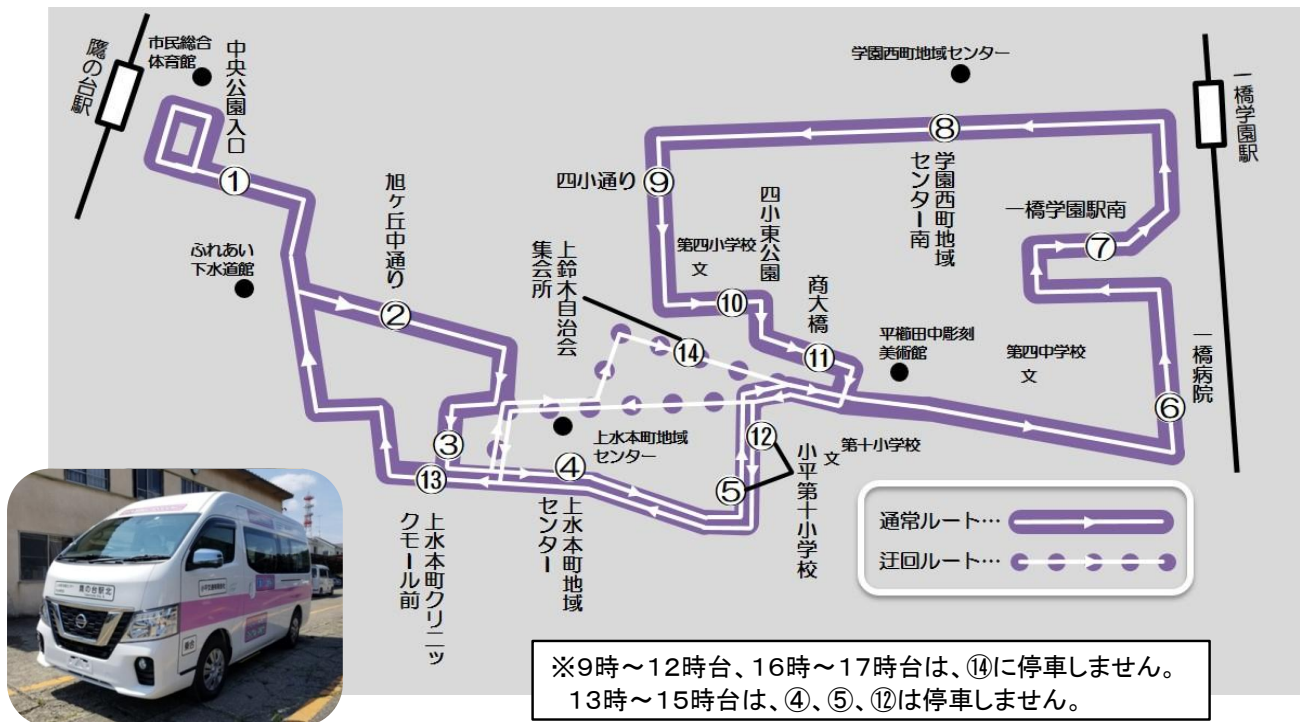 鷹の台駅
市民総合
体育館
中央公園入口
①
ふれあい
下水道館
旭ヶ丘中通り
②
③
⑬
上水本町クリニッ
クモール前
上鈴木自治会
集会所
⑭
上水本町地域
センター
④
上水本町地域
センター
⑤
⑫
小平第十小学校
文
第十小学校
四小通り
⑨
第四小学校
文
四小東公園
⑩
商大橋
⑪
平櫛田中彫刻
美術館
学園西町地域センター
⑧
学園西町地域
センター南
一橋学園駅
一橋学園駅南
⑦
第四中学校
文
一橋病院
⑥
通常ルート…
迂回ルート…
※9時～12時台、16時～17時台は、⑭に停車しません。
13時～15時台は、④、⑤、⑫は停車しません。
鷹の台駅北